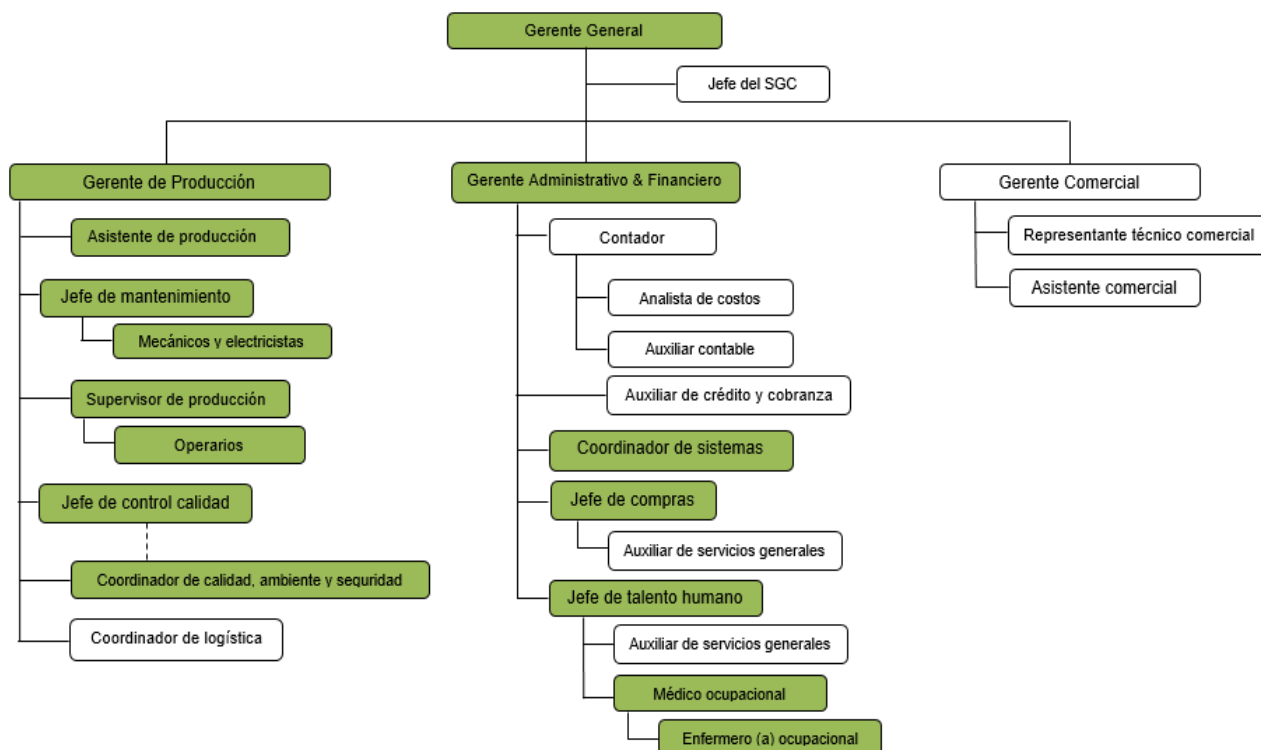 Gerente General
Jefe del SGC
Gerente de Producción
Asistente de producción
Jefe de mantenimiento
Mecánicos y electricistas
Supervisor de producción
Operarios
Jefe de control calidad
Coordinador de calidad, ambiente y seguridad
Coordinador de logística
Gerente Administrativo & Financiero
Contador
Analista de costos
Auxiliar contable
Auxiliar de crédito y cobranza
Coordinador de sistemas
Jefe de compras
Auxiliar de servicios generales
Jefe de talento humano
Auxiliar de servicios generales
Médico ocupacional
Enfermero (a) ocupacional
Gerente Comercial
Representante técnico comercial
Asistente comercial